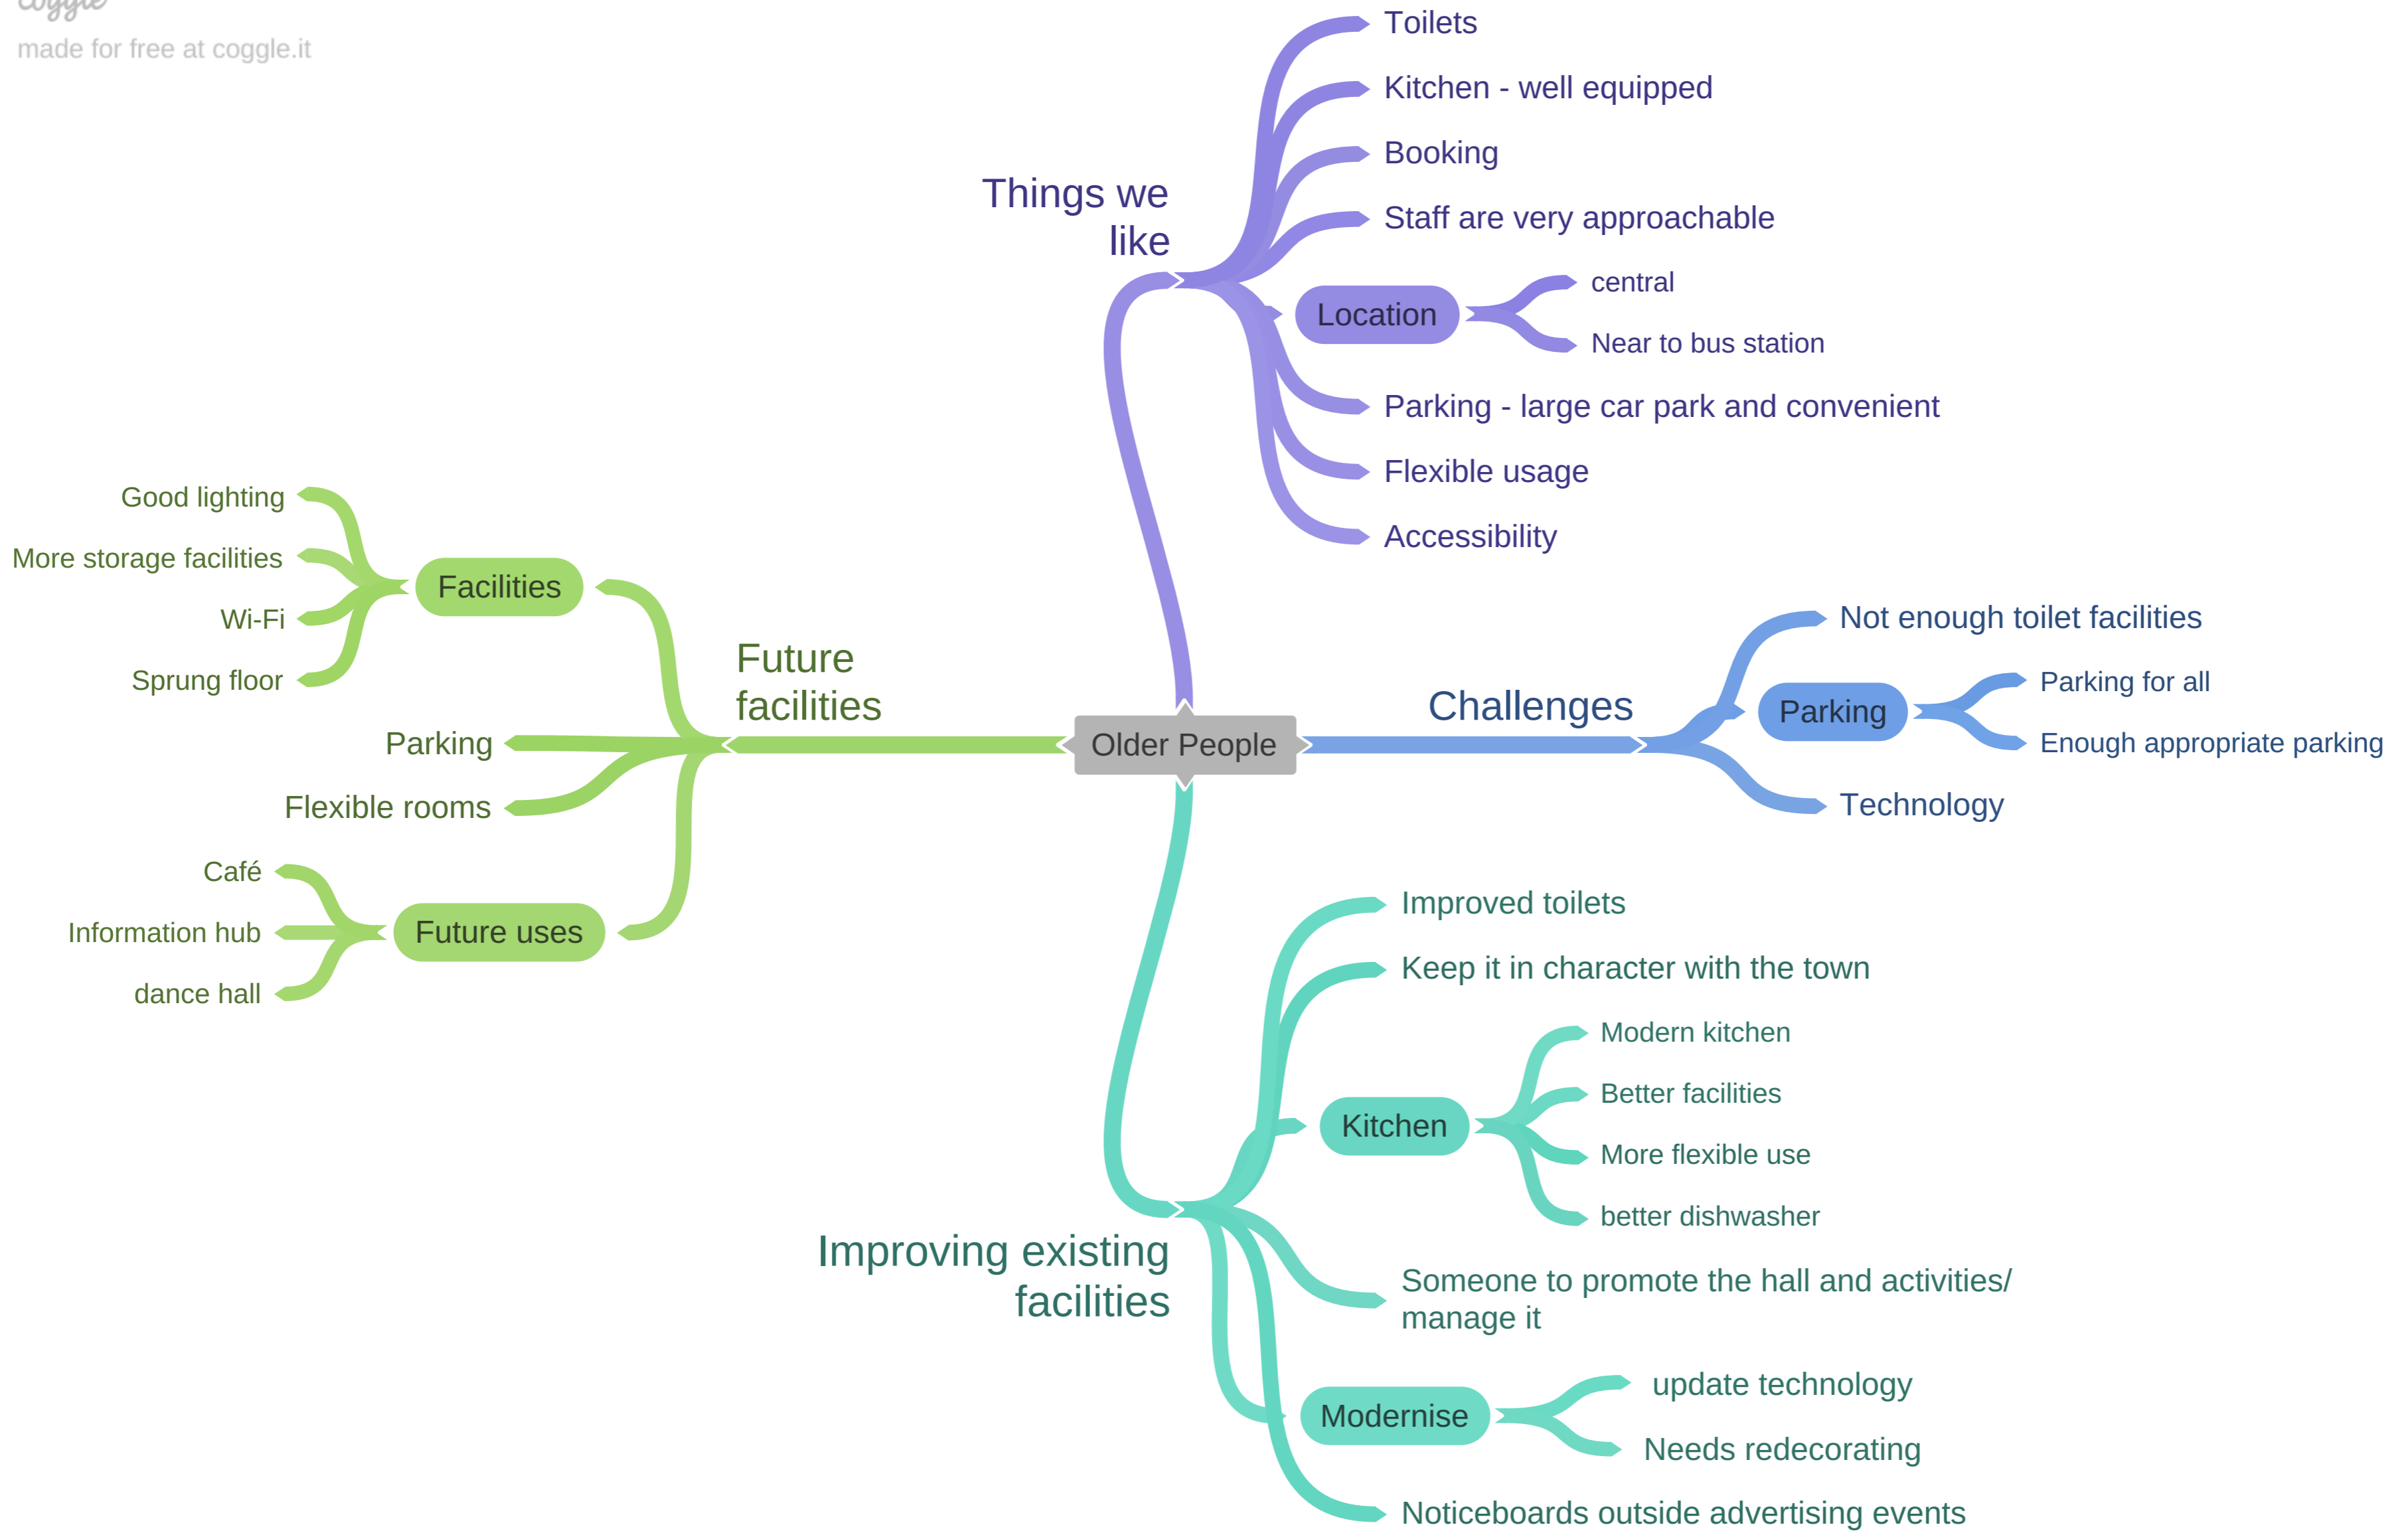 coggle
made for free at coggle.it
Things we
like
Toilets
Kitchen - well equipped
Booking
Staff are very approachable
Location
central
Near to bus station
Parking - large car park and convenient
Flexible usage
Accessibility
Older People
Challenges
Not enough toilet facilities
Parking
Parking for all
Enough appropriate parking
Technology
Future
facilities
Facilities
Good lighting
More storage facilities
Wi-Fi
Sprung floor
Parking
Flexible rooms
Future uses
Café
Information hub
dance hall
Improving existing
facilities
Improved toilets
Keep it in character with the town
Kitchen
Modern kitchen
Better facilities
More flexible use
better dishwasher
Someone to promote the hall and activities/
manage it
Modernise
update technology
Needs redecorating
Noticeboards outside advertising events